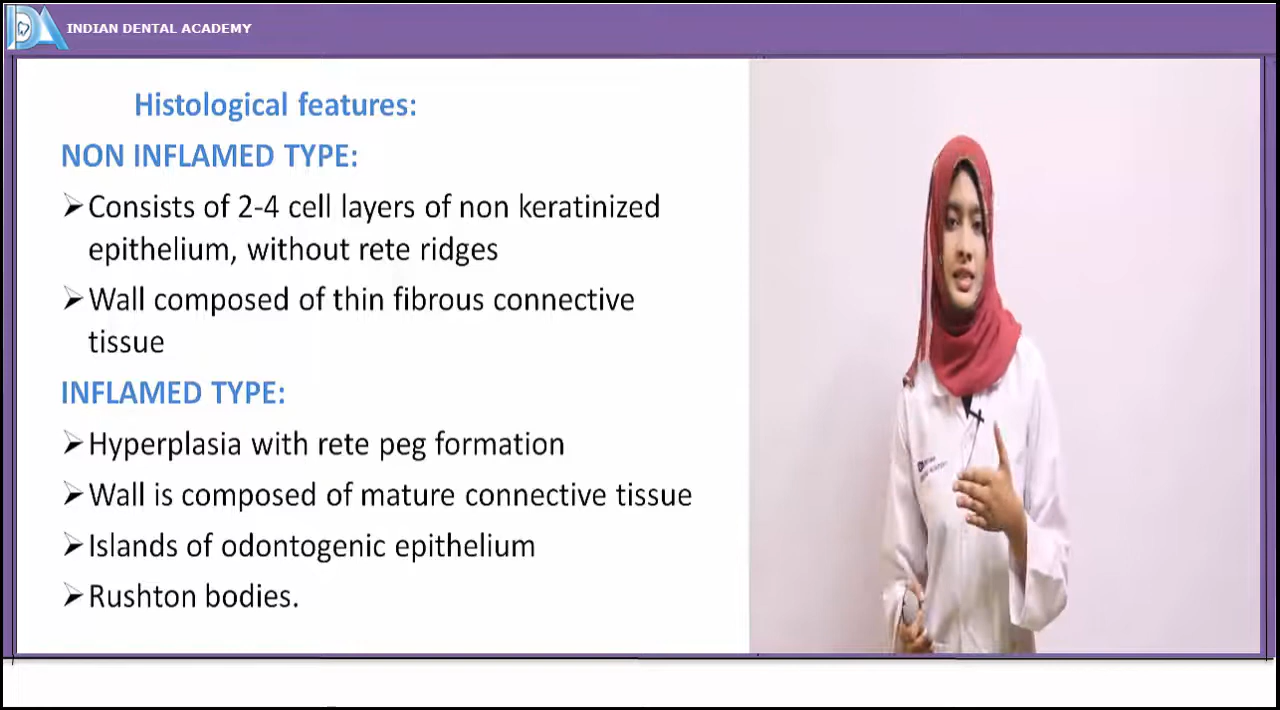 INDIAN DENTAL ACADEMY
Histological features:
NON INFLAMED TYPE:
➢Consists of 2-4 cell layers of non keratinized
epithelium, without rete ridges
➢Wall composed of thin fibrous connective
tissue
INFLAMED TYPE:
➢Hyperplasia with rete peg formation
➢Wall is composed of mature connective tissue
➢Islands of odontogenic epithelium
➢Rushton bodies.